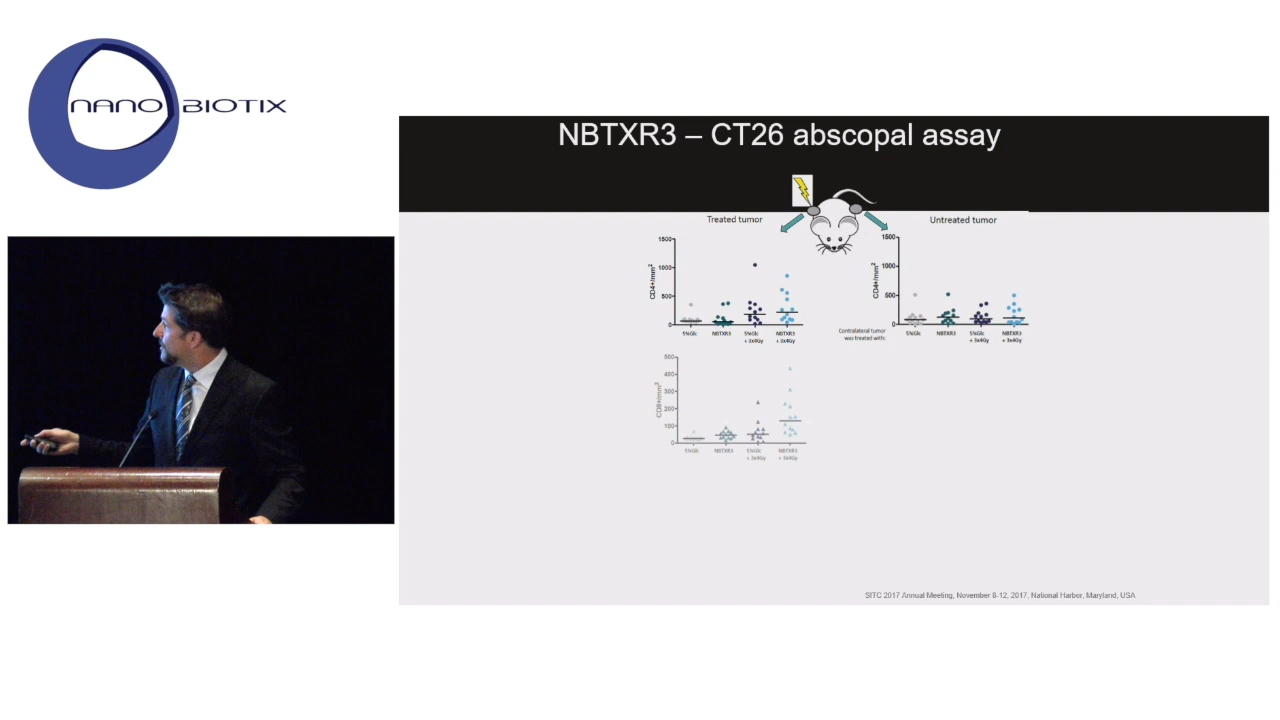 NANOBIOTIX
NBTXR3 – CT26 abscopal assay
Treated tumor
Untreated tumor
CD4+/mm²
1500
1000
500
0
5%Glc
NBTXR3
5%Glc
+ 3x4Gy
NBTXR3
+ 3x4Gy
CD4+/mm²
1500
1000
500
0
Contralateral tumor
was treated with:
5%Glc
NBTXR3
5%Glc
+ 3x4Gy
NBTXR3
+ 3x4Gy
CD8+/mm²
500
400
300
200
100
0
5%Glc
NBTXR3
5%Glc
+ 3x4Gy
NBTXR3
+ 3x4Gy
SITC 2017 Annual Meeting, November 8-12, 2017, National Harbor, Maryland, USA